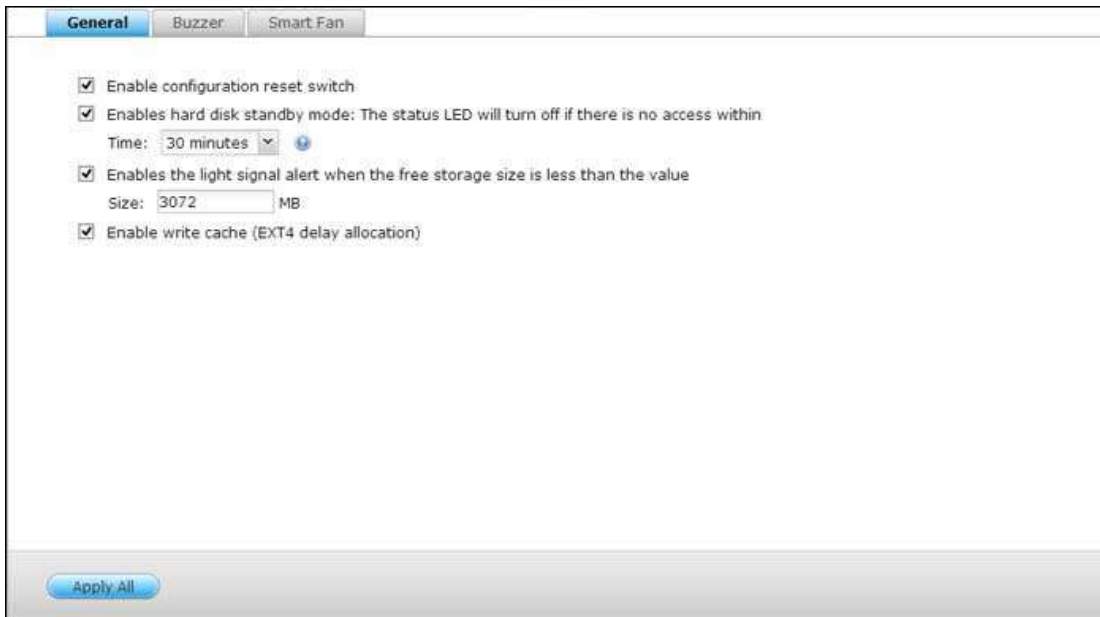 General Buzzer Smart Fan
Enable configuration reset switch
Enables hard disk standby mode: The status LED will turn off if there is no access within
Time: 30 minutes
Enables the light signal alert when the free storage size is less than the value
Size: 3072 MB
Enable write cache (EXT4 delay allocation)
Apply All